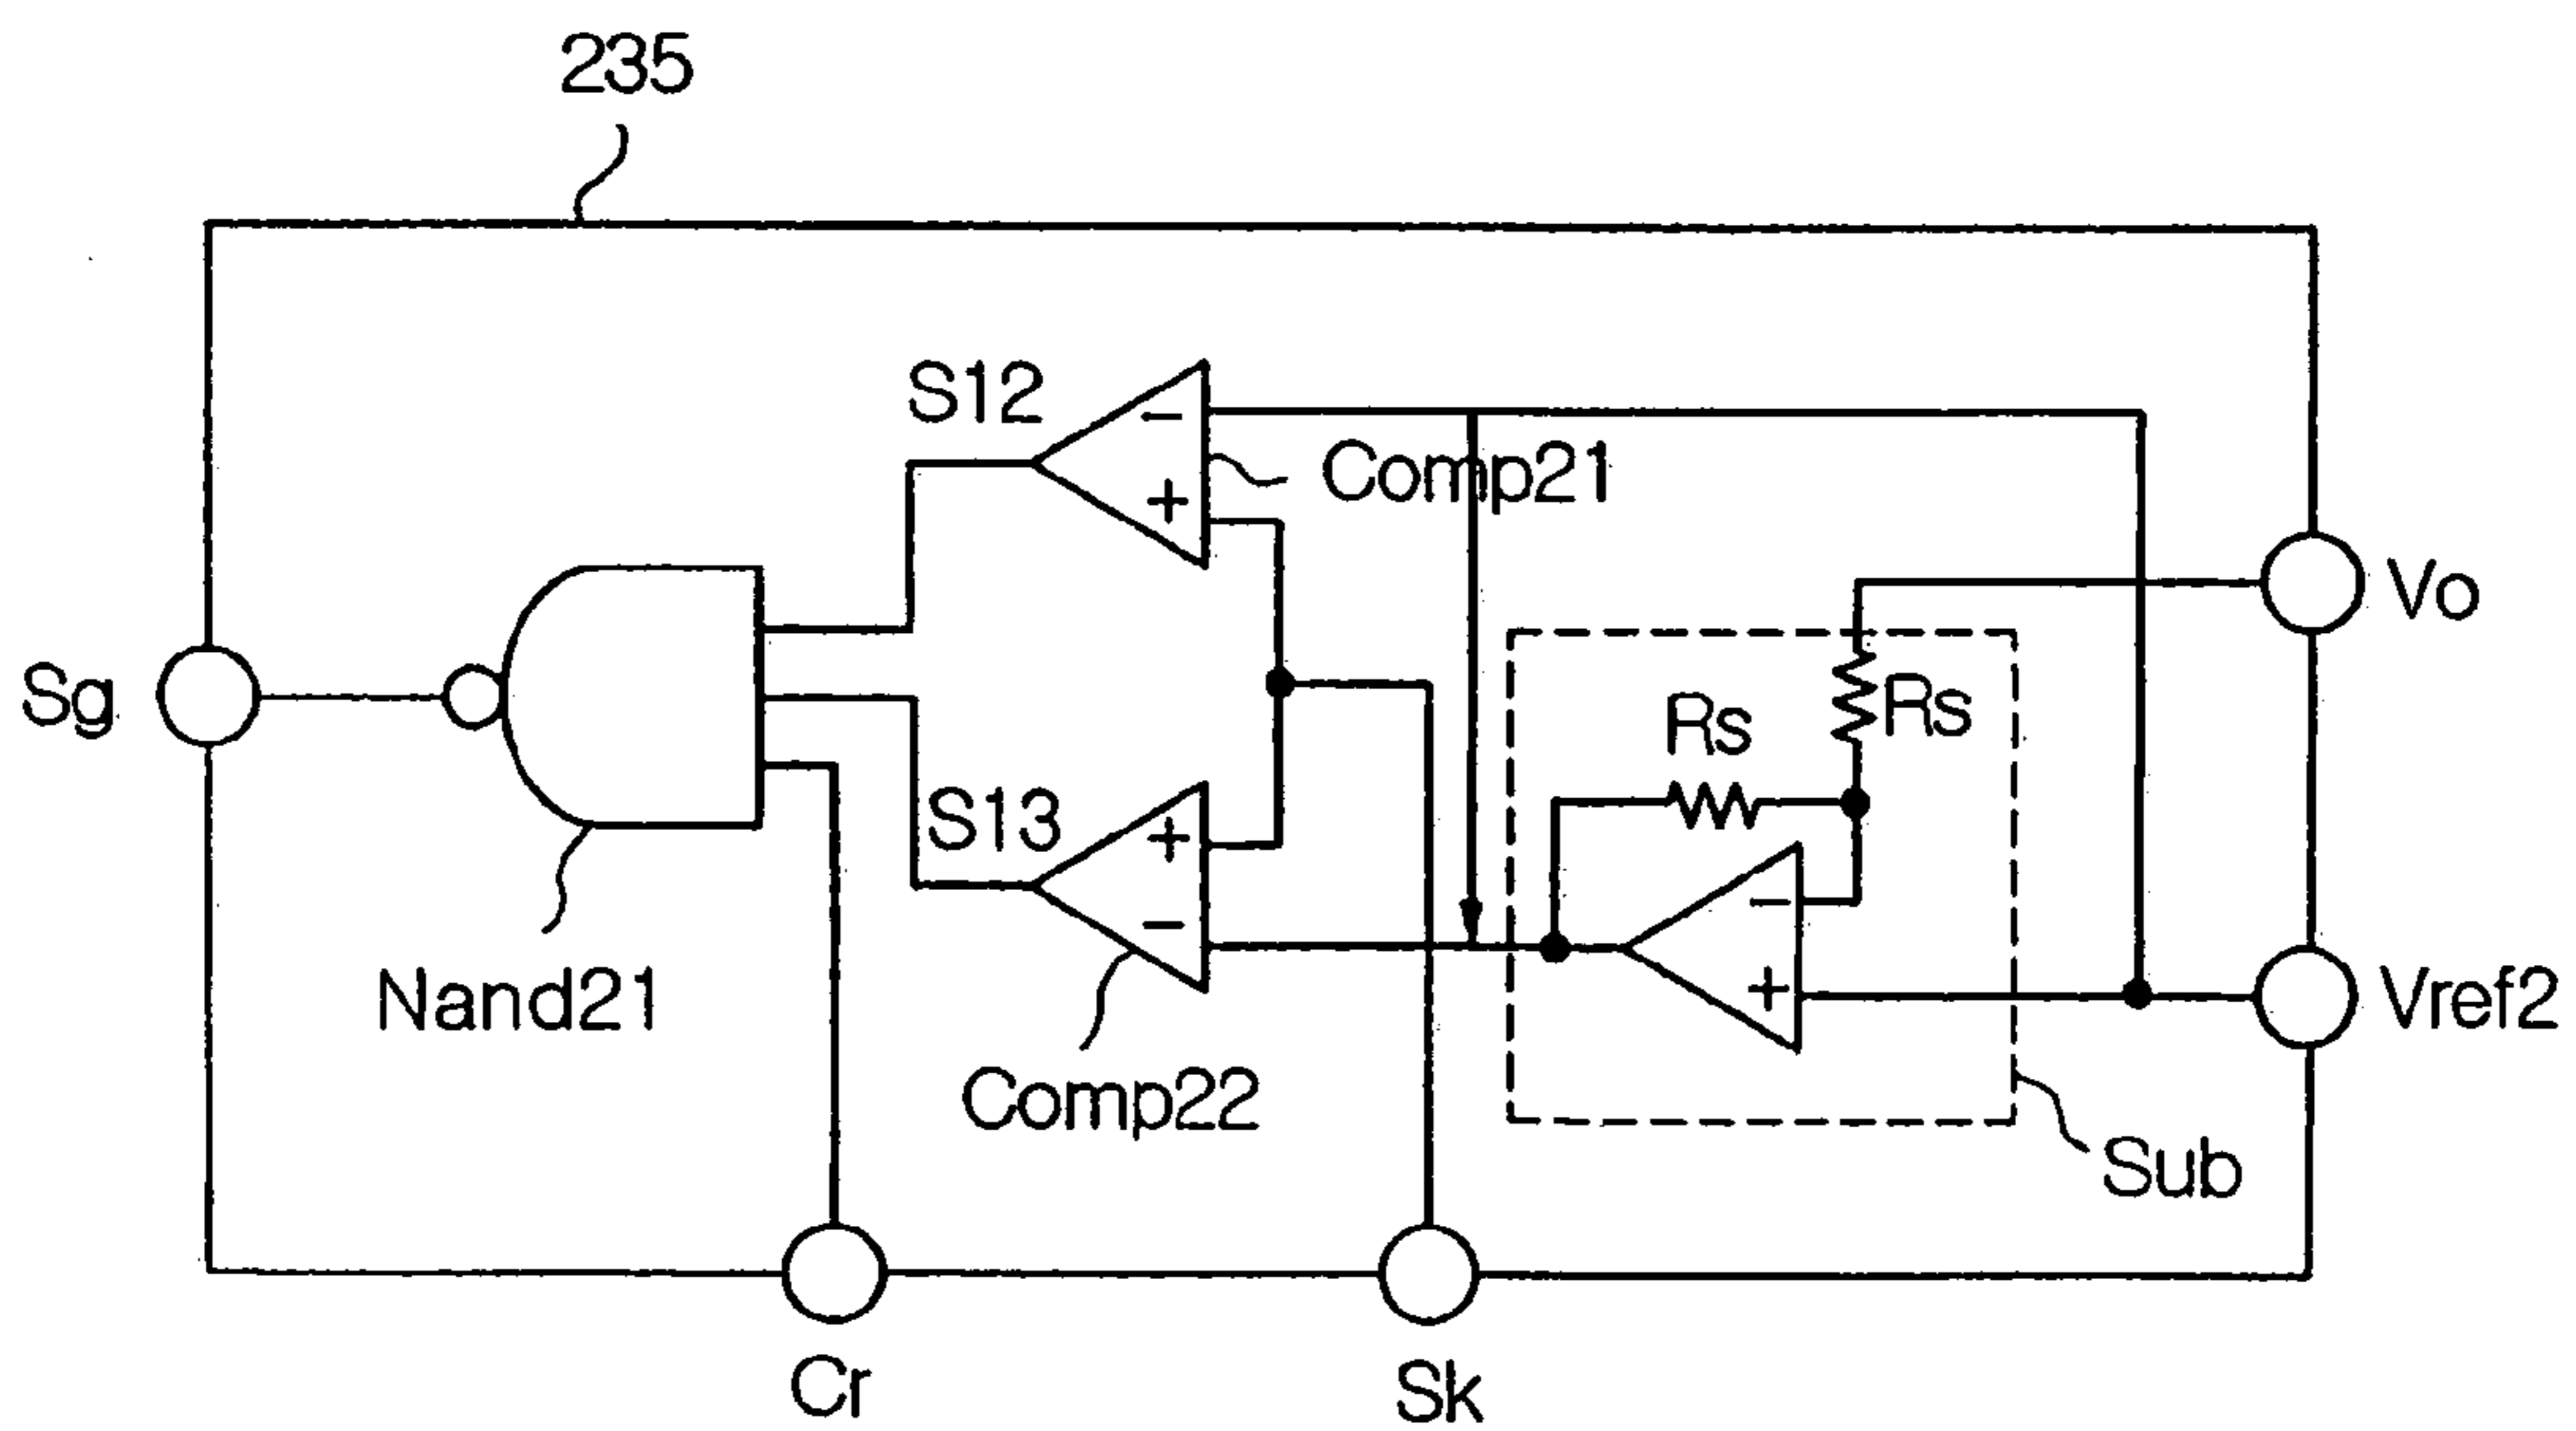 235
S12
− Comp21
+
Vo
Sg
Rs
Rs
S13
+
−
−
+
Nand21
Vref2
Comp22
Sub
Cr
Sk